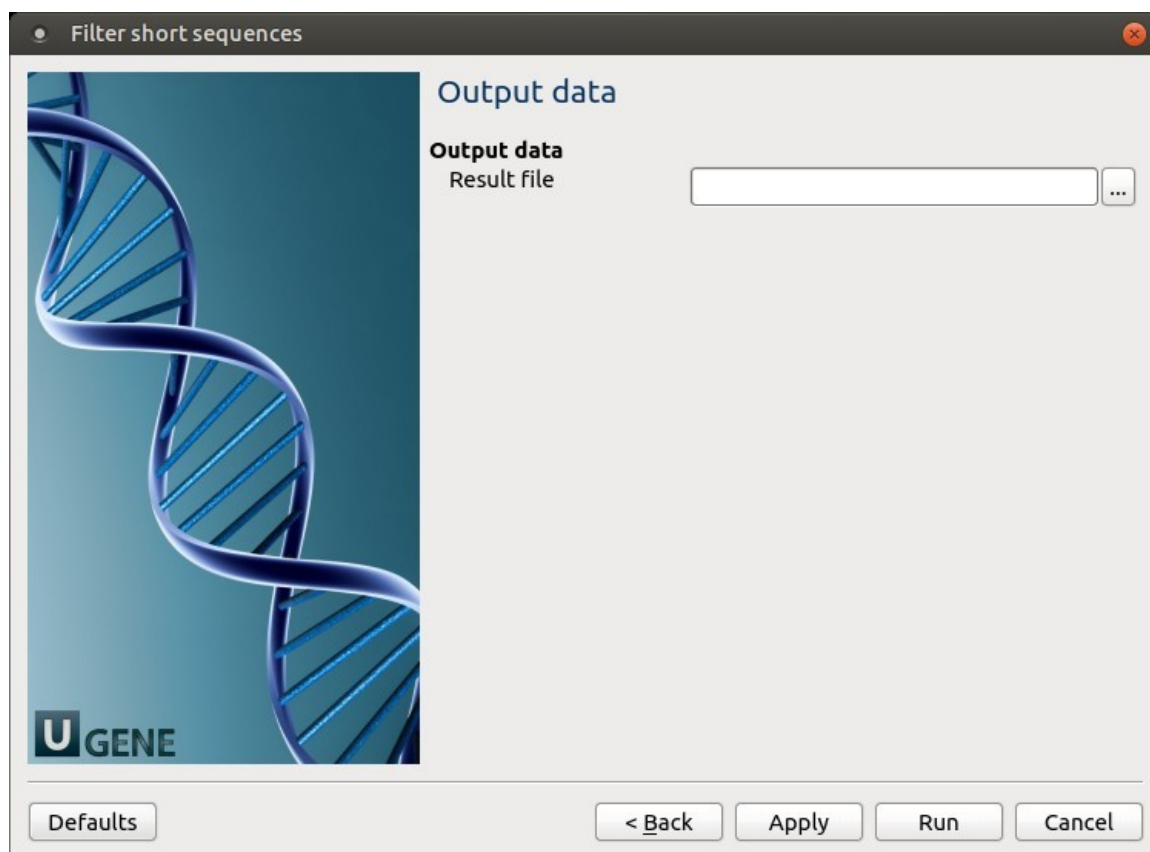 Filter short sequences
Output data
Output data
Result file
...
UGENE
Defaults
< Back
Apply
Run
Cancel